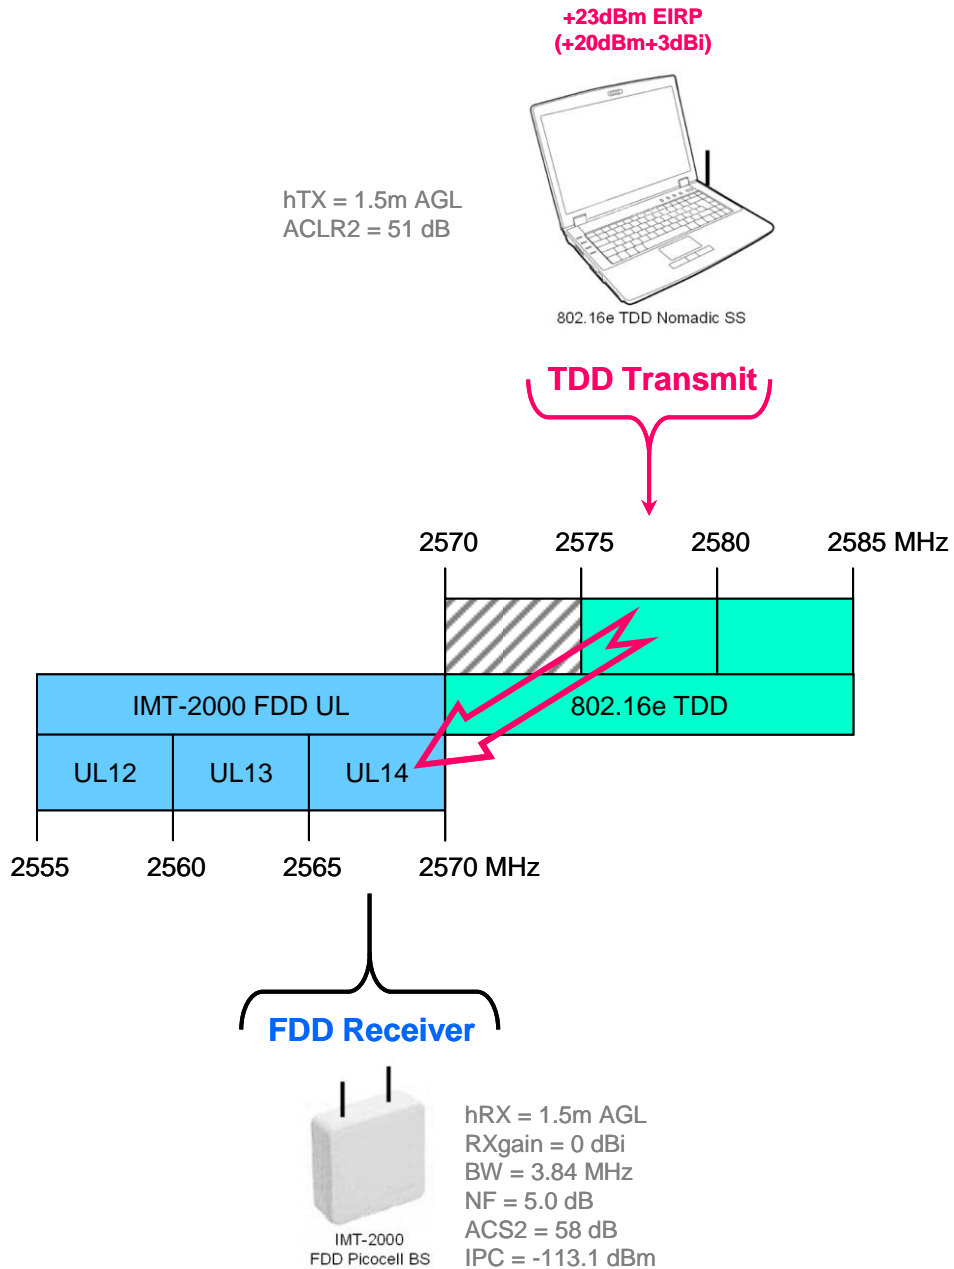 +23dBm EIRP
(+20dBm+3dBi)
hTX = 1.5m AGL
ACLR2 = 51 dB
802.16e TDD Nomadic SS
TDD Transmit
2570 2575 2580 2585 MHz
IMT-2000 FDD UL 802.16e TDD
UL12 UL13 UL14
2555 2560 2565 2570 MHz
FDD Receiver
hRX = 1.5m AGL
RXgain = 0 dBi
BW = 3.84 MHz
NF = 5.0 dB
ACS2 = 58 dB
IPC = -113.1 dBm
IMT-2000
FDD Picocell BS